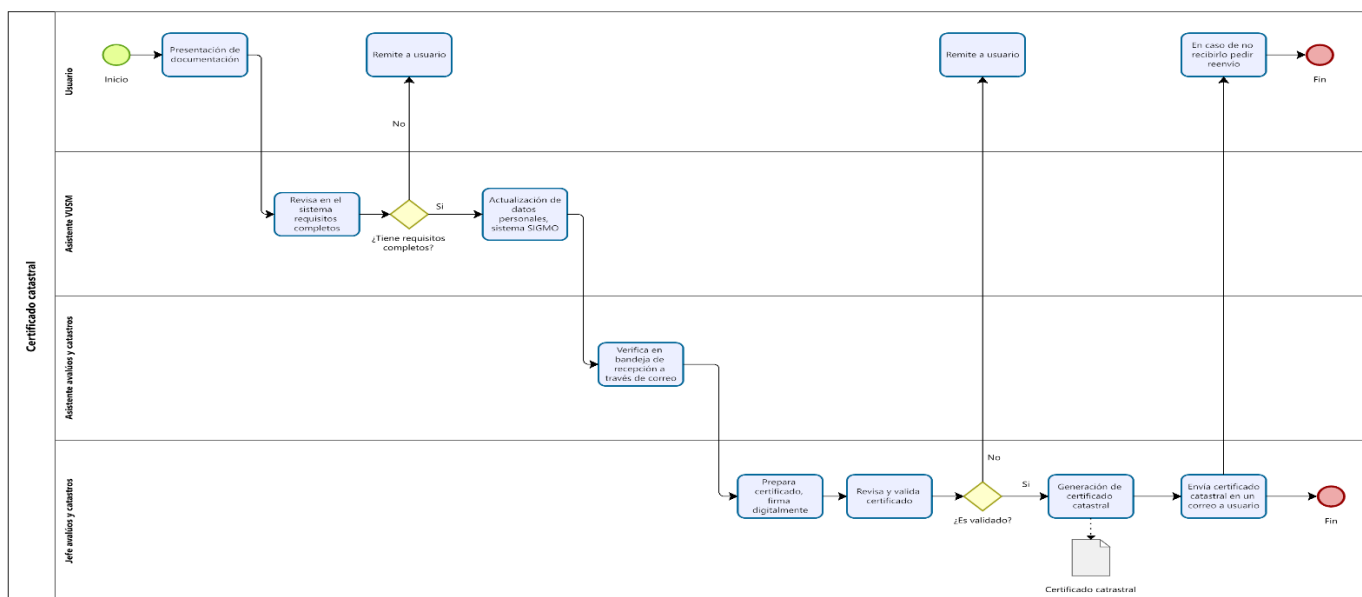 Certificado catastral
Usuario
Inicio
Presentación de
documentación
Remite a usuario
No
Remite a usuario
En caso de no
recibirlo pedir
reenvío
Fin
Asistente VUSM
Revisa en el
sistema
requisitos
completos
¿Tiene requisitos
completos?
Si
Actualización de
datos
personales,
sistema SIGMO
Asistente avalúos y catastros
Verifica en
bandeja de
recepción a
través de correo
Jefe avalúos y catastros
Prepara
certificado,
firma
digitalmente
Revisa y valida
certificado
No
¿Es validado?
Si
Generación de
certificado
catastral
Certificado catrastral
Envía certificado
catastral en un
correo a usuario
Fin